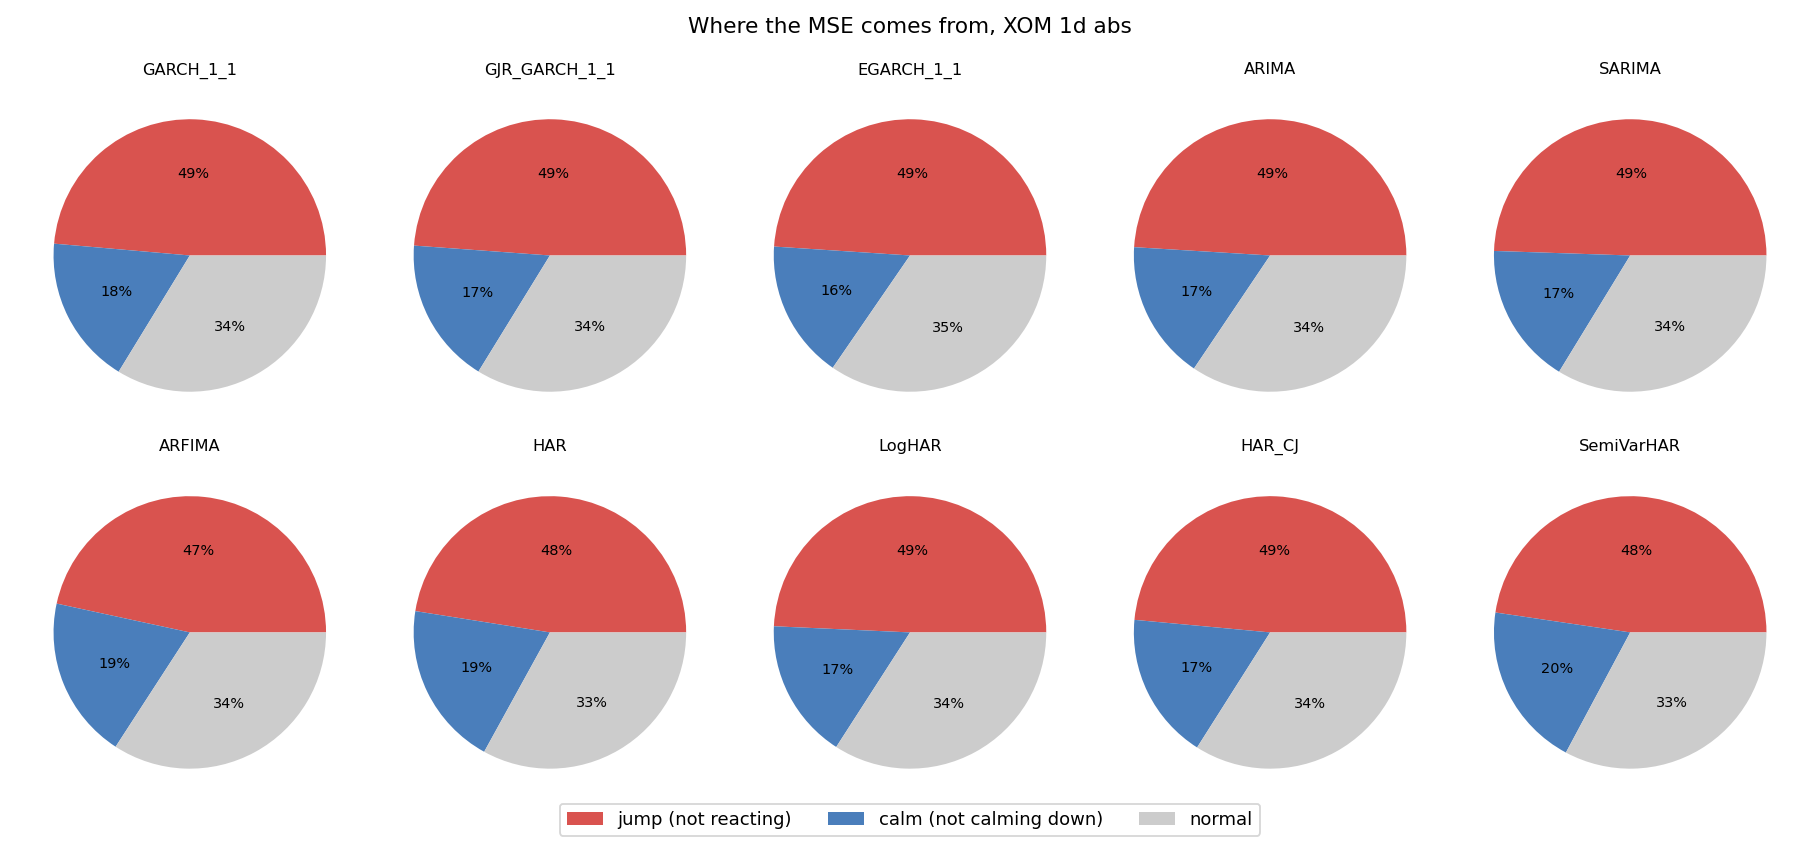 Where the MSE comes from, XOM 1d abs
GARCH_1_1
GJR_GARCH_1_1
EGARCH_1_1
ARIMA
SARIMA
49%
18%
34%
49%
17%
34%
49%
16%
35%
49%
17%
34%
49%
17%
34%
ARFIMA
HAR
LogHAR
HAR_CJ
SemiVarHAR
47%
19%
34%
48%
19%
33%
49%
17%
34%
49%
17%
34%
48%
20%
33%
jump (not reacting)
calm (not calming down)
normal